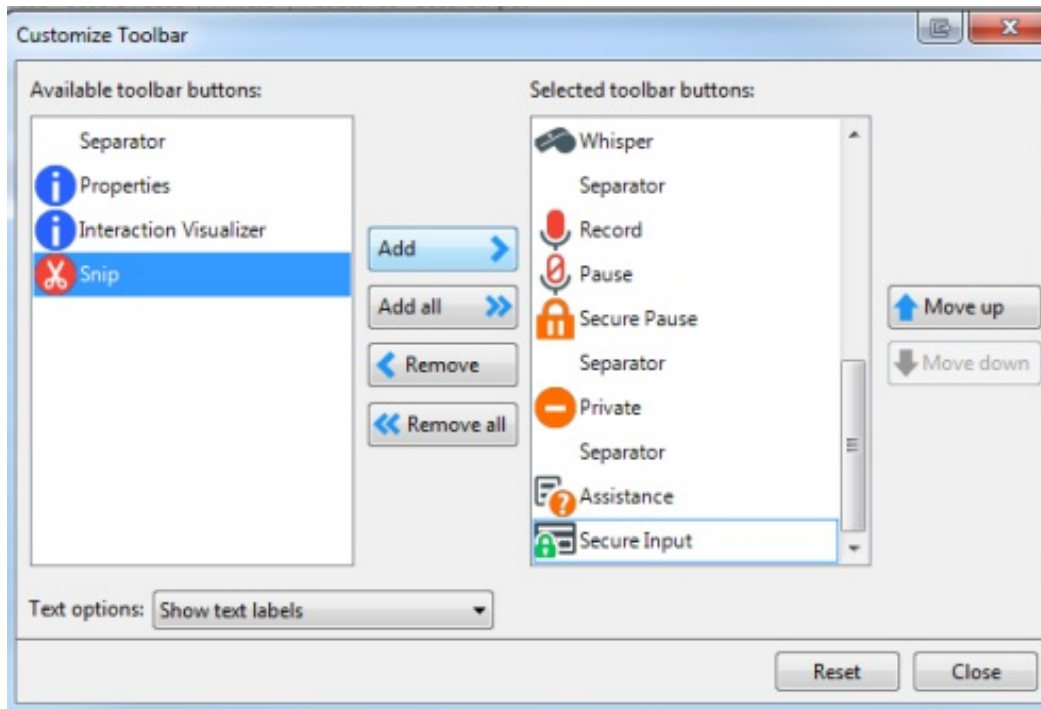 Customize Toolbar
Available toolbar buttons:
Separator
Properties
Interaction Visualizer
Snip
Add
Add all
Remove
Remove all
Selected toolbar buttons:
Whisper
Separator
Record
Pause
Secure Pause
Separator
Private
Separator
Assistance
Secure Input
Move up
Move down
Text options: Show text labels
Reset Close